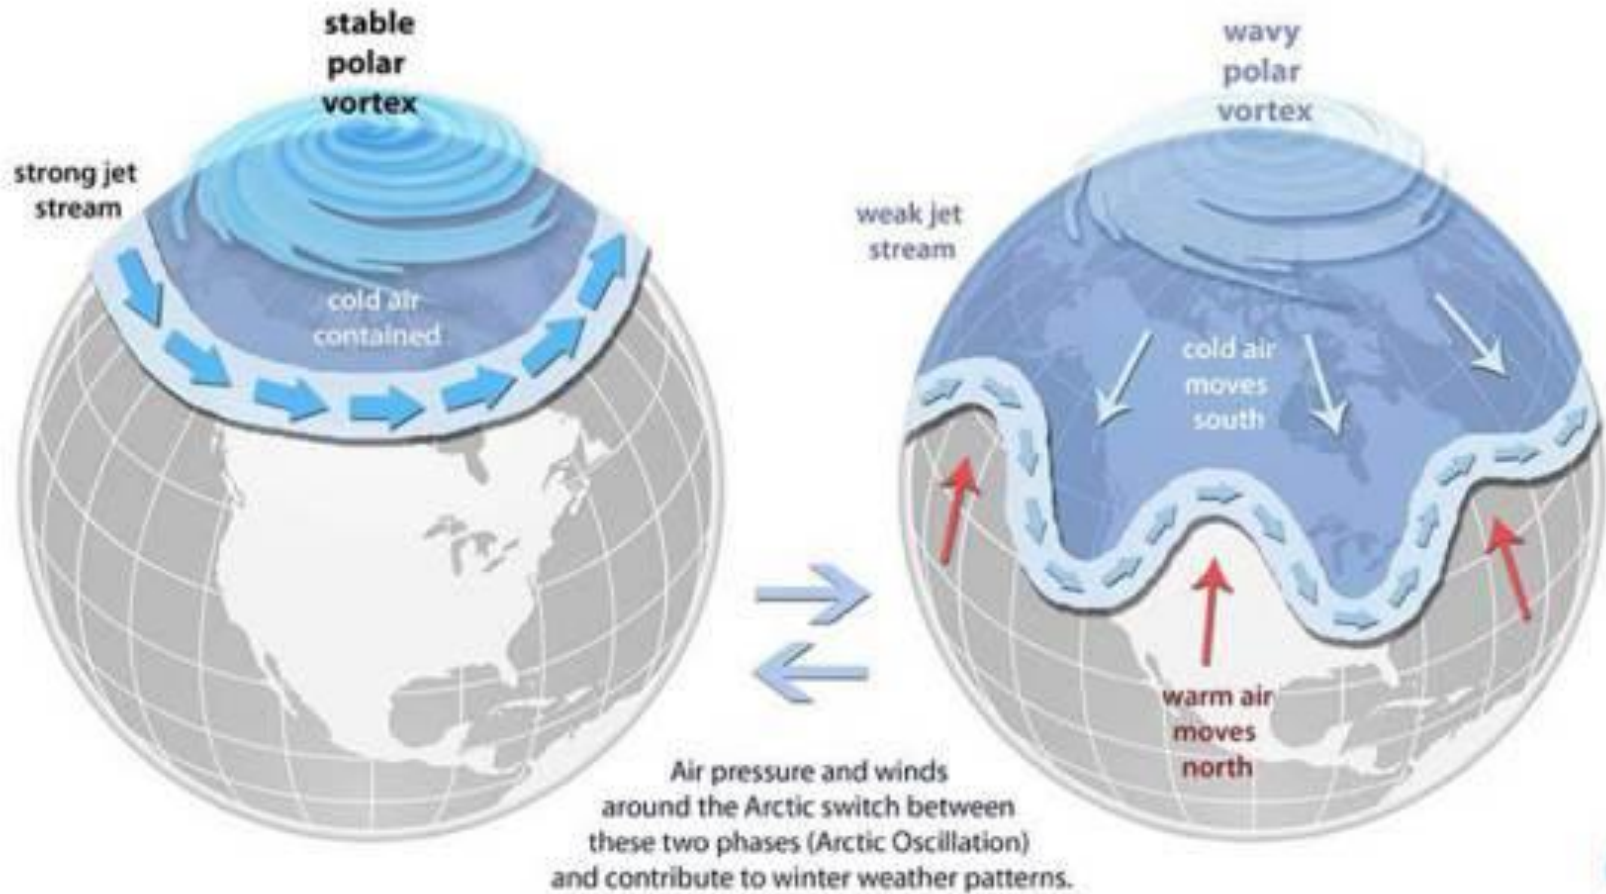 stable
polar
vortex
strong jet
stream
cold air
contained
wavy
polar
vortex
weak jet
stream
cold air
moves
south
warm air
moves
north
Air pressure and winds
around the Arctic switch between
these two phases (Arctic Oscillation)
and contribute to winter weather patterns.